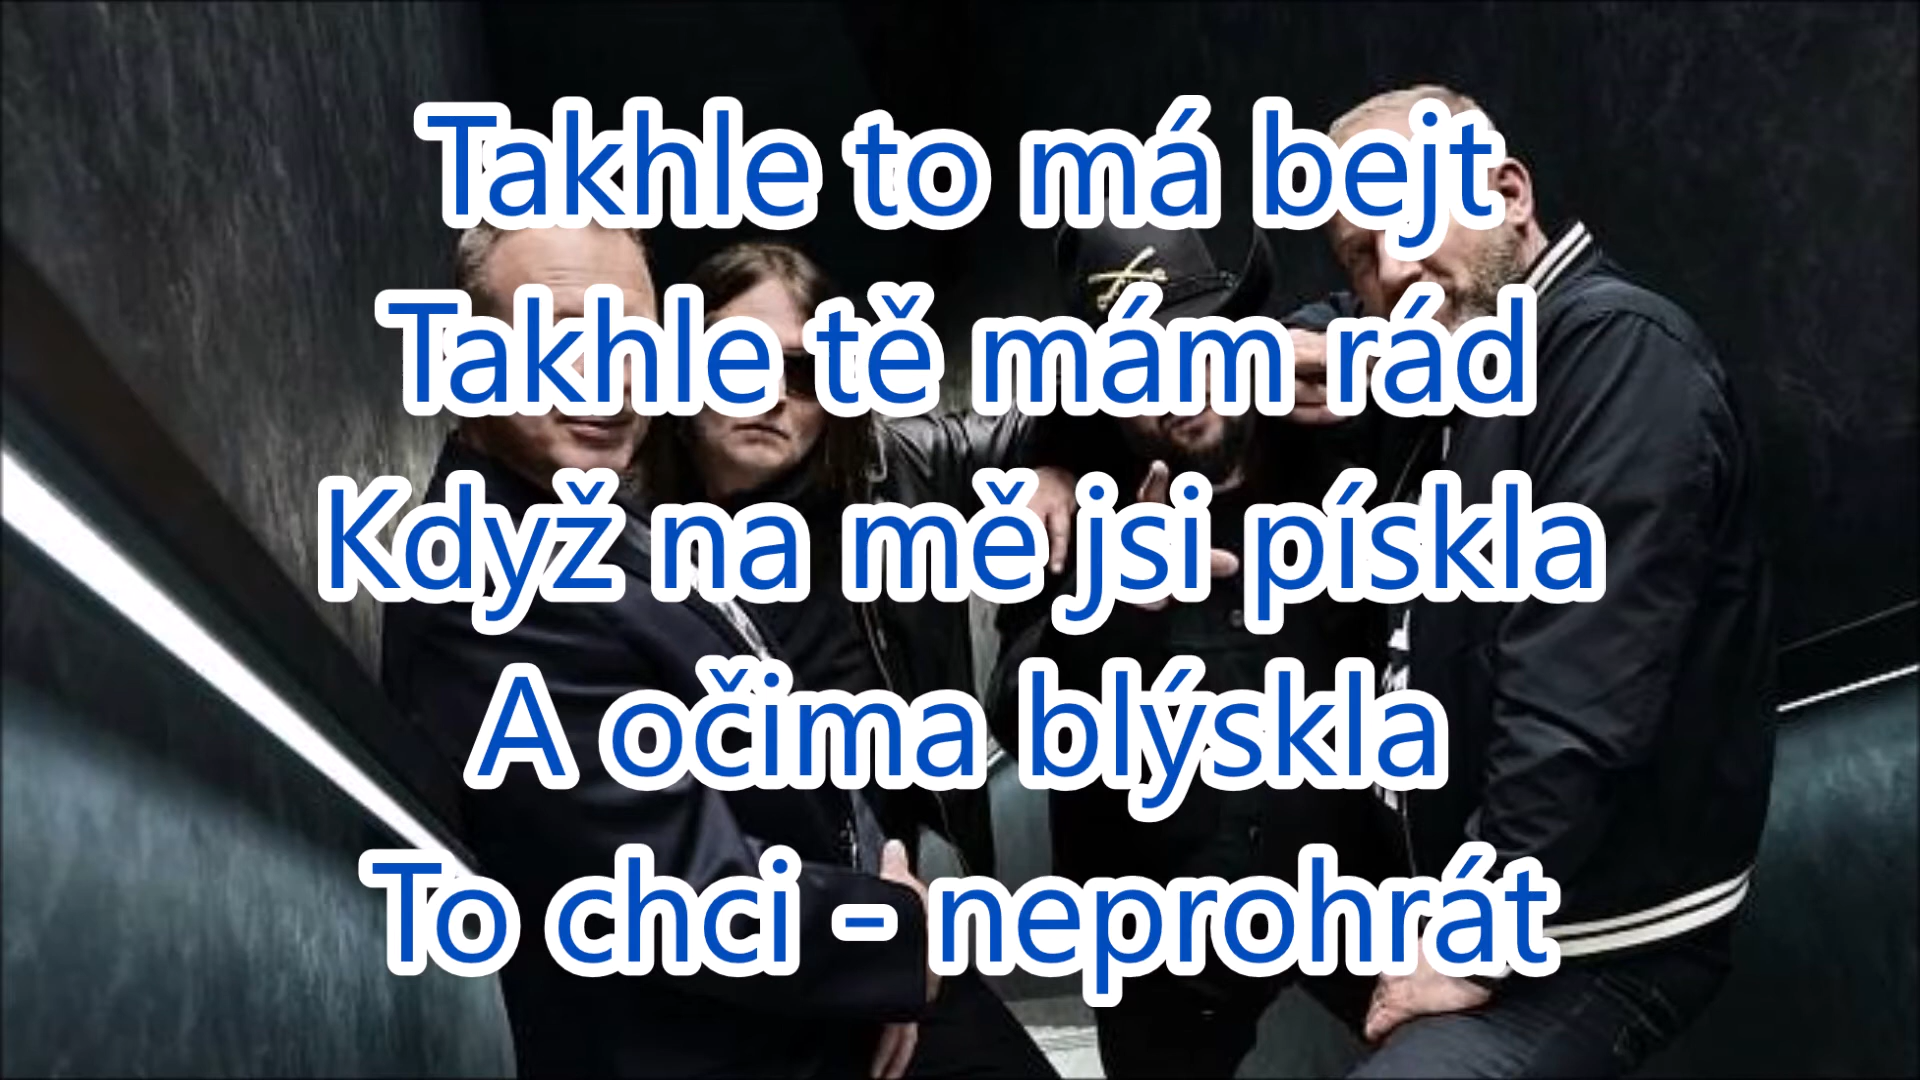 Takhle to má bejt
Takhle tě mám rád
Když na mě jsi pískla
A očima blýskla
To chci - neprohrát